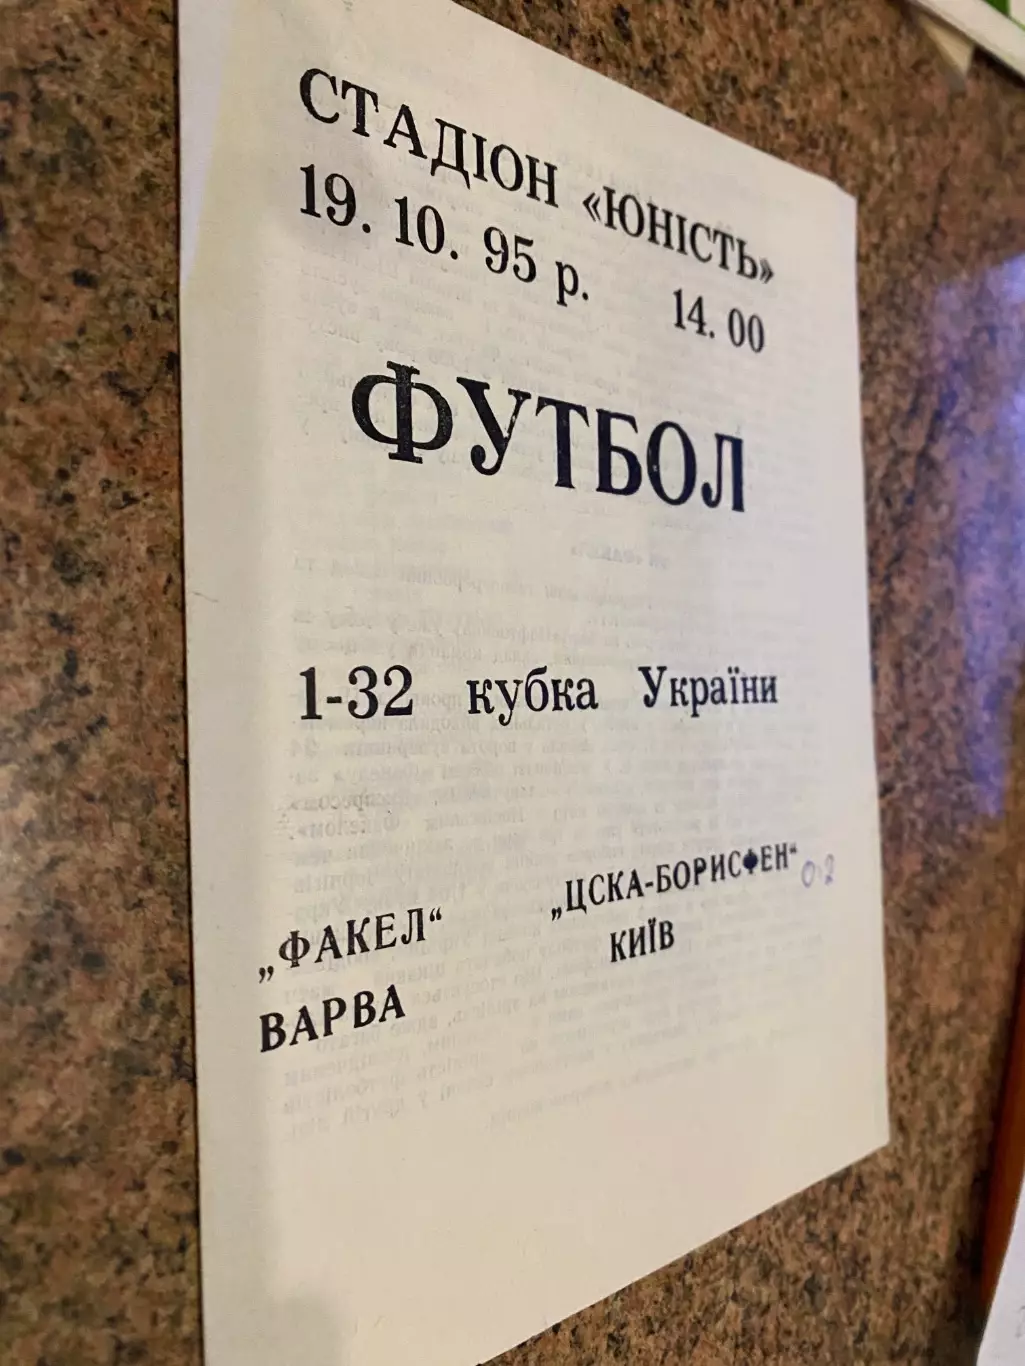 СТАДІОН «ЮНІСТЬ»
19. 10. 95 р. 14. 00
ФУТБОЛ
1-32 кубка України
„ФАКЕЛ“
ВАРВА
„ЦСКА-БОРИСФЕН“
КИЇВ
0:2